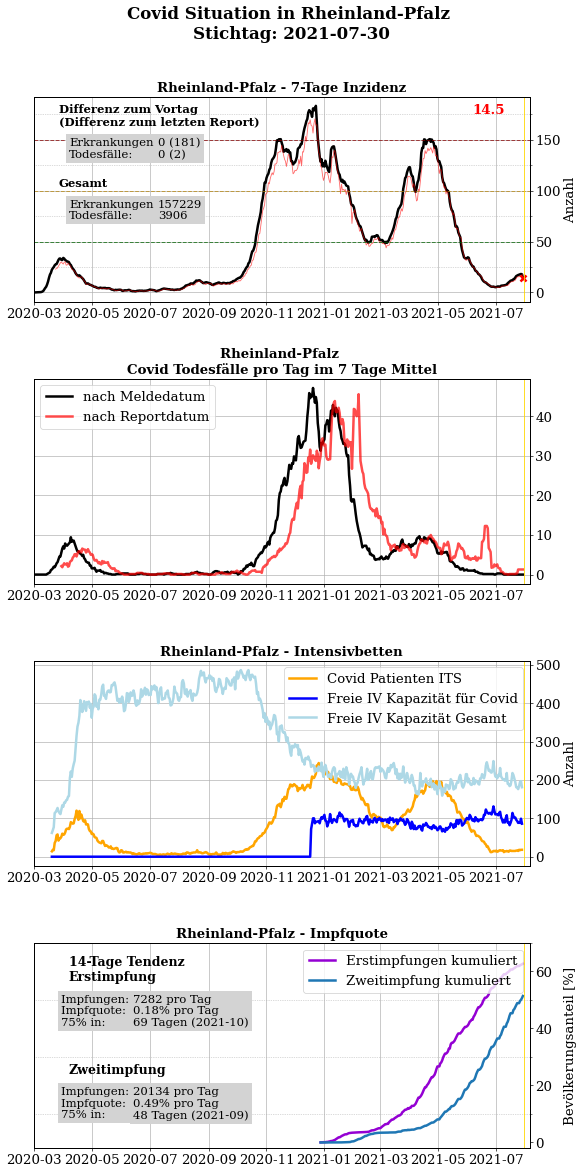 Covid Situation in Rheinland-Pfalz
Stichtag: 2021-07-30
Rheinland-Pfalz - 7-Tage Inzidenz
Differenz zum Vortag
(Differenz zum letzten Report)
14.5
Erkrankungen 0 (181)
Todesfälle: 0 (2)
Gesamt
Erkrankungen 157229
Todesfälle: 3906
150
100
50
0
Anzahl
2020-03 2020-05 2020-07 2020-09 2020-11 2021-01 2021-03 2021-05 2021-07
Rheinland-Pfalz
Covid Todesfälle pro Tag im 7 Tage Mittel
nach Meldedatum
nach Reportdatum
40
30
20
10
0
2020-03 2020-05 2020-07 2020-09 2020-11 2021-01 2021-03 2021-05 2021-07
Rheinland-Pfalz - Intensivbetten
Covid Patienten ITS
Freie IV Kapazität für Covid
Freie IV Kapazität Gesamt
500
400
300
200
100
0
Anzahl
2020-03 2020-05 2020-07 2020-09 2020-11 2021-01 2021-03 2021-05 2021-07
Rheinland-Pfalz - Impfquote
14-Tage Tendenz
Erstimpfung
Impfungen: 7282 pro Tag
Impfquote: 0.18% pro Tag
75% in: 69 Tagen (2021-10)
Zweitimpfung
Impfungen: 20134 pro Tag
Impfquote: 0.49% pro Tag
75% in: 48 Tagen (2021-09)
Erstimpfungen kumuliert
Zweitimpfung kumuliert
60
40
20
0
Bevölkerungsanteil [%]
2020-03 2020-05 2020-07 2020-09 2020-11 2021-01 2021-03 2021-05 2021-07